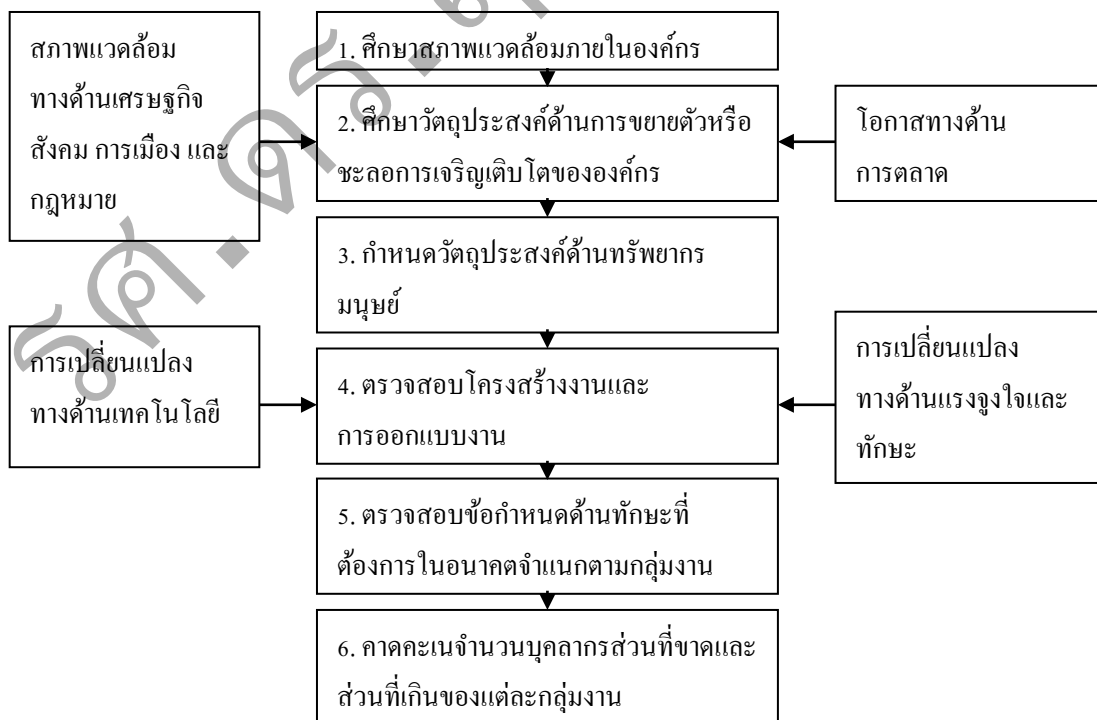 สภาพแวดล้อม
ทางด้านเศรษฐกิจ
สังคม การเมือง และ
กฎหมาย
1. ศึกษาสภาพแวดล้อมภายในองค์กร
2. ศึกษาวัตถุประสงค์ด้านการขยายตัวหรือ
ชะลอการเจริญเติบโตขององค์กร
โอกาสทางด้าน
การตลาด
3. กำหนดวัตถุประสงค์ด้านทรัพยากร
มนุษย์
การเปลี่ยนแปลง
ทางด้านเทคโนโลยี
4. ตรวจสอบโครงสร้างงานและ
การออกแบบงาน
การเปลี่ยนแปลง
ทางด้านแรงจูงใจและ
ทักษะ
5. ตรวจสอบข้อกำหนดด้านทักษะที่
ต้องการในอนาคตจำแนกตามกลุ่มงาน
6. คาดคะเนจำนวนบุคลากรส่วนที่ขาดและ
ส่วนที่เกินของแต่ละกลุ่มงาน
รศ.ดร.